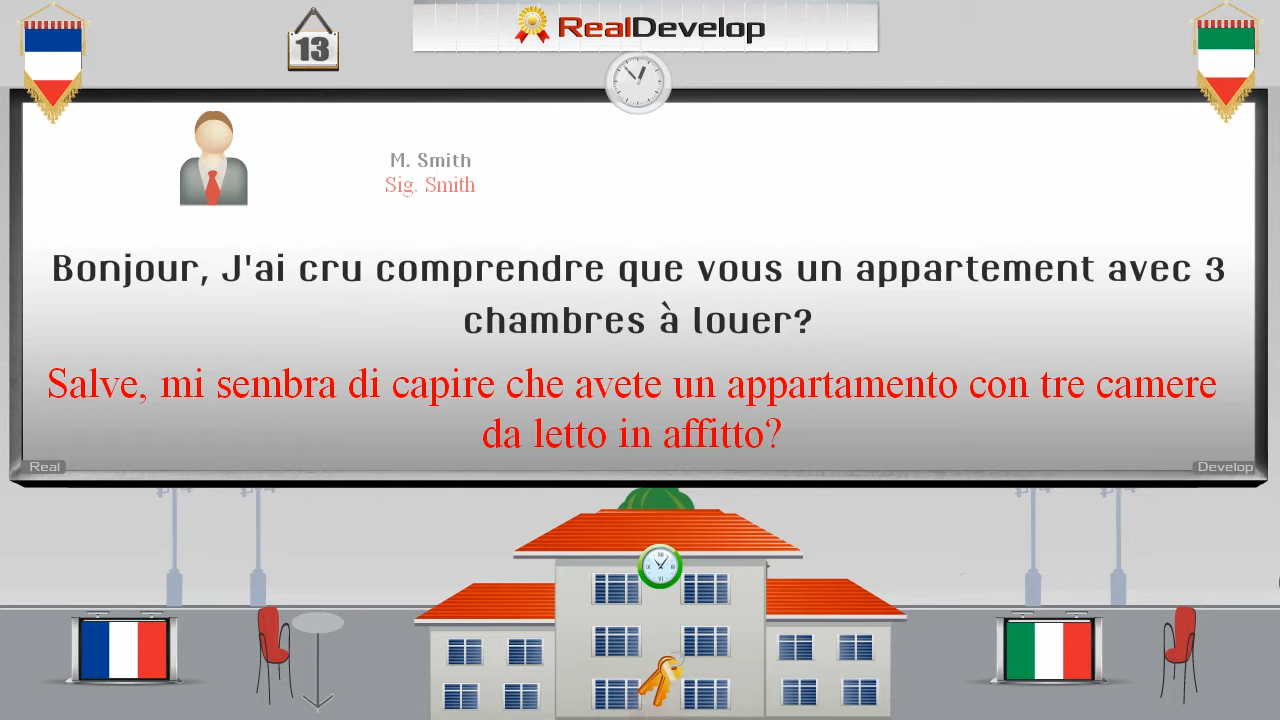 13
RealDevelop
M. Smith
Sig. Smith
Bonjour, J'ai cru comprendre que vous un appartement avec 3
chambres à louer?
Salve, mi sembra di capire che avete un appartamento con tre camere
da letto in affitto?
Real
Develop